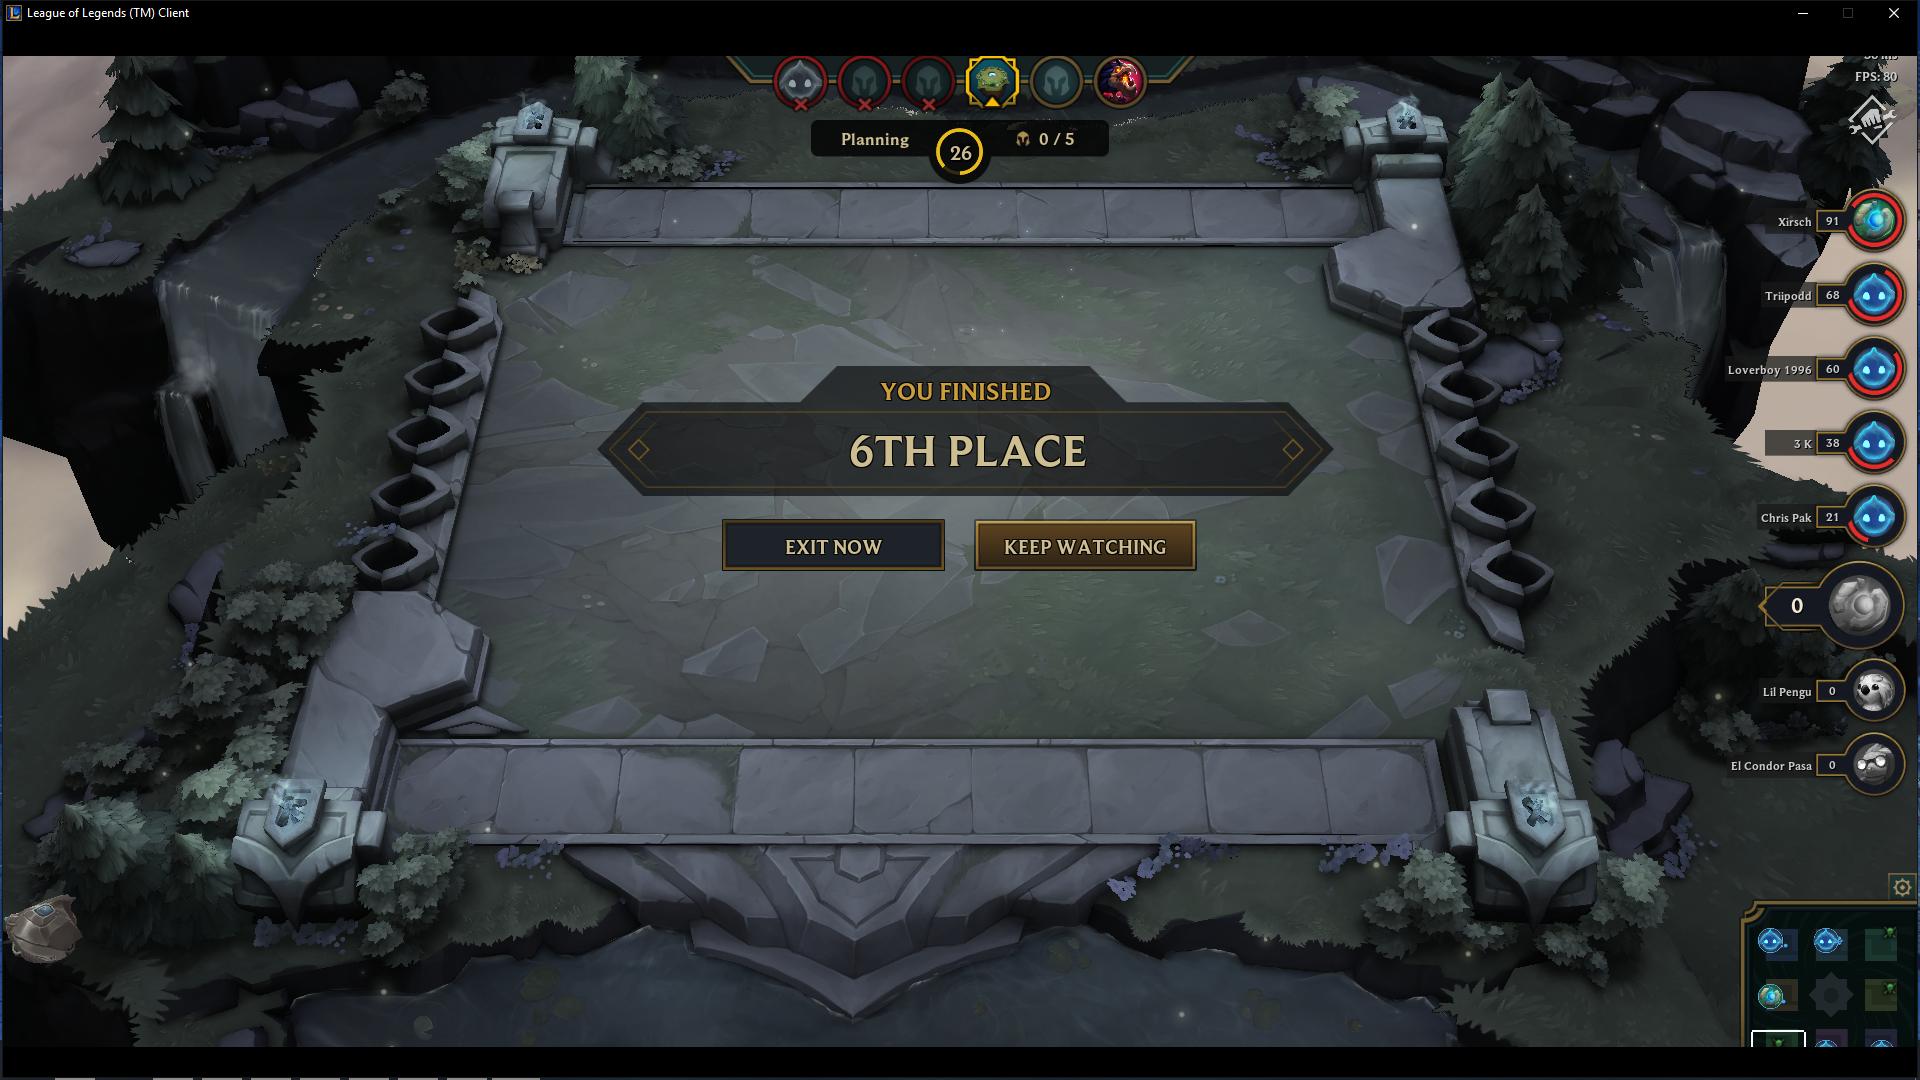 League of Legends (TM) Client
FPS: 80
Planning
26
0 / 5
Xirsch 91
Triipodd 68
Loverboy 1996 60
3 K 38
Chris Pak 21
0
Lil Pengu 0
El Condor Pasa 0
YOU FINISHED
6TH PLACE
EXIT NOW
KEEP WATCHING